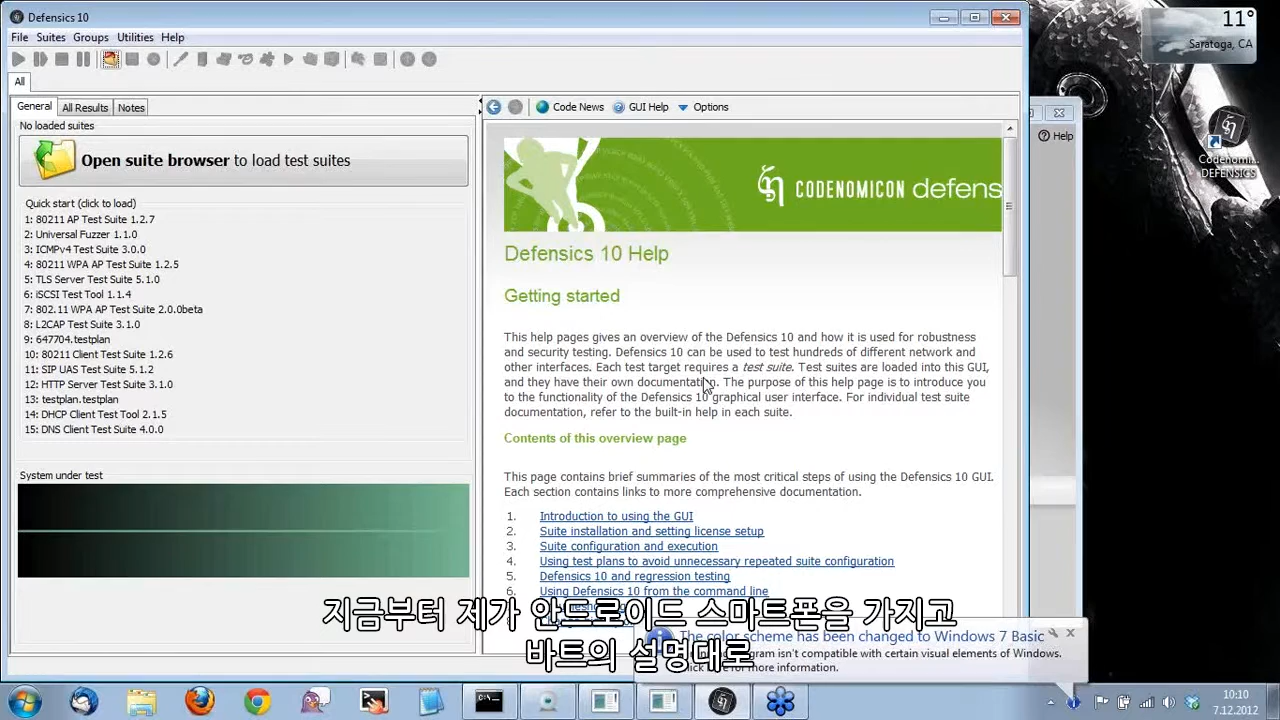 Defensics 10
File Suites Groups Utilities Help
All
General All Results Notes
No loaded suites
Open suite browser to load test suites
Quick start (click to load)
1: 80211 AP Test Suite 1.2.7
2: Universal Fuzzer 1.1.0
3: ICMPv4 Test Suite 3.0.0
4: 80211 WPA AP Test Suite 1.2.5
5: TLS Server Test Suite 5.1.0
6: iSCSI Test Tool 1.1.4
7: 802.11 WPA AP Test Suite 2.0.0beta
8: L2CAP Test Suite 3.1.0
9: 647704.testplan
10: 80211 Client Test Suite 1.2.6
11: SIP UAS Test Suite 5.1.2
12: HTTP Server Test Suite 3.1.0
13: testplan.testplan
14: DHCP Client Test Tool 2.1.5
15: DNS Client Test Suite 4.0.0
System under test
Code News GUI Help Options
CODENOMICON defens
Defensics 10 Help
Getting started
This help pages gives an overview of the Defensics 10 and how it is used for robustness
and security testing. Defensics 10 can be used to test hundreds of different network and
other interfaces. Each test target requires a test suite. Test suites are loaded into this GUI,
and they have their own documentation. The purpose of this help page is to introduce you
to the functionality of the Defensics 10 graphical user interface. For individual test suite
documentation, refer to the built-in help in each suite.
Contents of this overview page
This page contains brief summaries of the most critical steps of using the Defensics 10 GUI.
Each section contains links to more comprehensive documentation.
1. Introduction to using the GUI
2. Suite installation and setting license setup
3. Suite configuration and execution
4. Using test plans to avoid unnecessary repeated suite configuration
5. Defensics 10 and regression testing
6. Using Defensics 10 from the command line
11°
Saratoga, CA
Help
Codenomi...
DEFENSICS
지금부터 제가 안드로이드 스마트폰을 가지고
바트의 설명대로
The color scheme has been changed to Windows 7 Basic
isn't compatible with certain visual elements of Windows.
more information.
10:10
7.12.2012